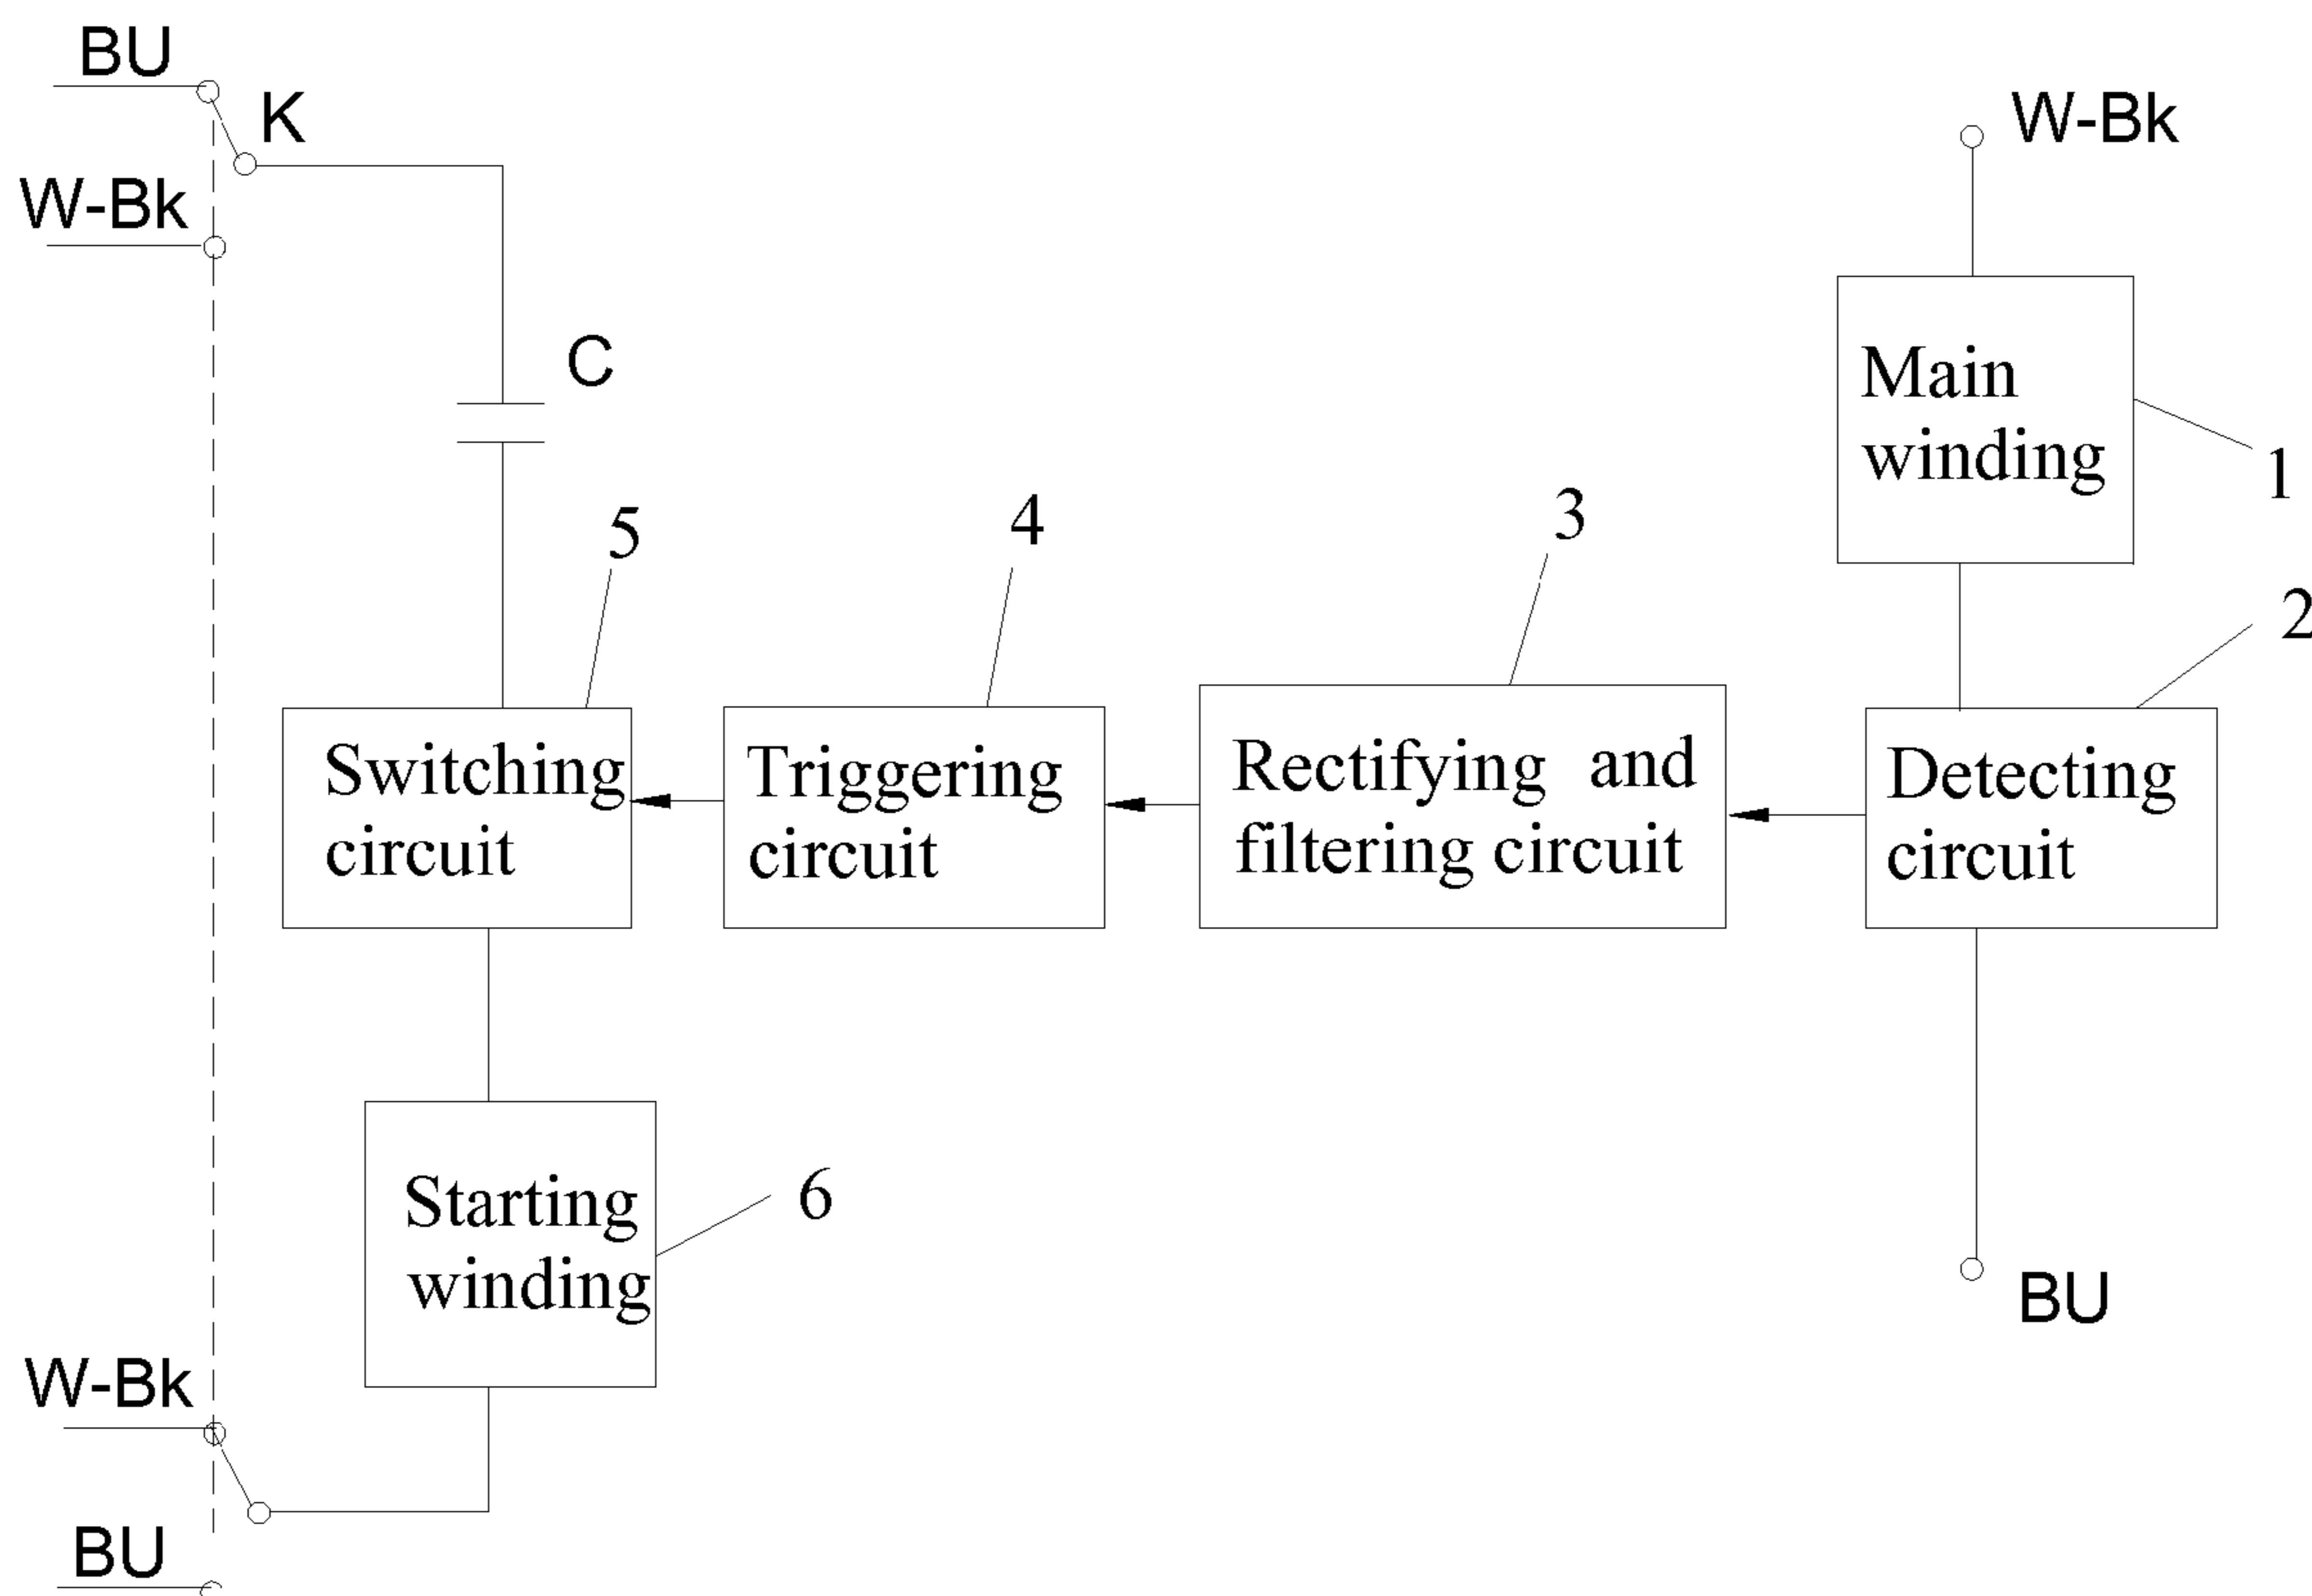 BU
K
W-Bk
W-Bk
C
Main
winding
1
5
4
3
2
Switching
circuit
Triggering
circuit
Rectifying and
filtering circuit
Detecting
circuit
Starting
winding
6
BU
W-Bk
BU